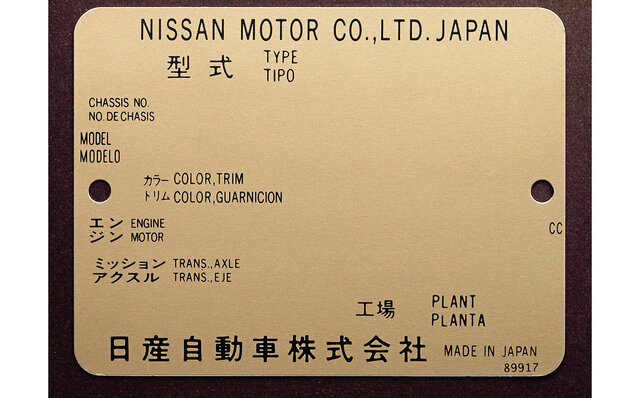 NISSAN MOTOR CO.,LTD. JAPAN
型式 TYPE
TIPO
CHASSIS NO.
NO. DE CHASIS
MODEL
MODELO
カラー COLOR,TRIM
トリム COLOR,GUARNICION
エン ENGINE
ジン MOTOR
CC
ミッション TRANS.,AXLE
アクスル TRANS.,EJE
工場 PLANT
PLANTA
日産自動車株式会社 MADE IN JAPAN
89917